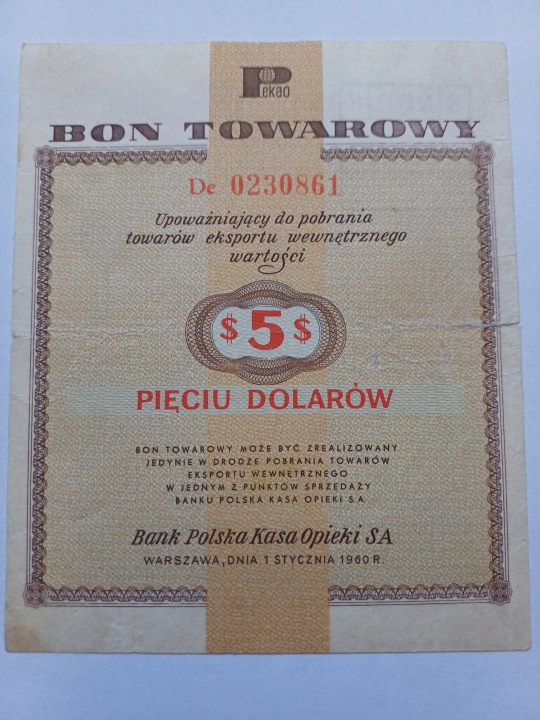 Pekao
BON TOWAROWY
De 0230861
Upoważniający do pobrania
towarów eksportu wewnętrznego
wartości
$5$
PIĘCIU DOLARÓW
BON TOWAROWY MOŻE BYĆ ZREALIZOWANY
JEDYNIE W DRODZE POBRANIA TOWARÓW
EKSPORTU WEWNĘTRZNEGO
W JEDNYM Z PUNKTÓW SPRZEDAŻY
BANKU POLSKA KASA OPIEKI S.A.
Bank Polska Kasa Opieki SA
WARSZAWA, DNIA 1 STYCZNIA 1960 R.